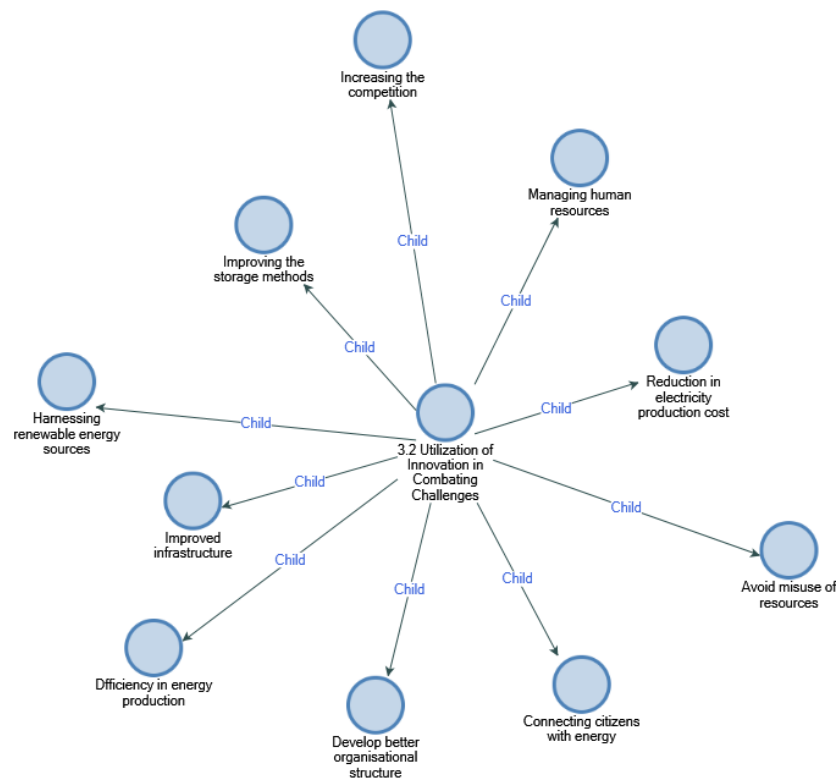 Increasing the
competition
Managing human
resources
Child
Improving the
storage methods
Child
Child
Reduction in
electricity
production cost
Child
Harnessing
renewable energy
sources
Child
3.2 Utilization of
Innovation in
Combating
Challenges
Child
Improved
infrastructure
Child
Avoid misuse of
resources
Child
Child
Child
Dfficiency in energy
production
Connecting citizens
with energy
Develop better
organisational
structure